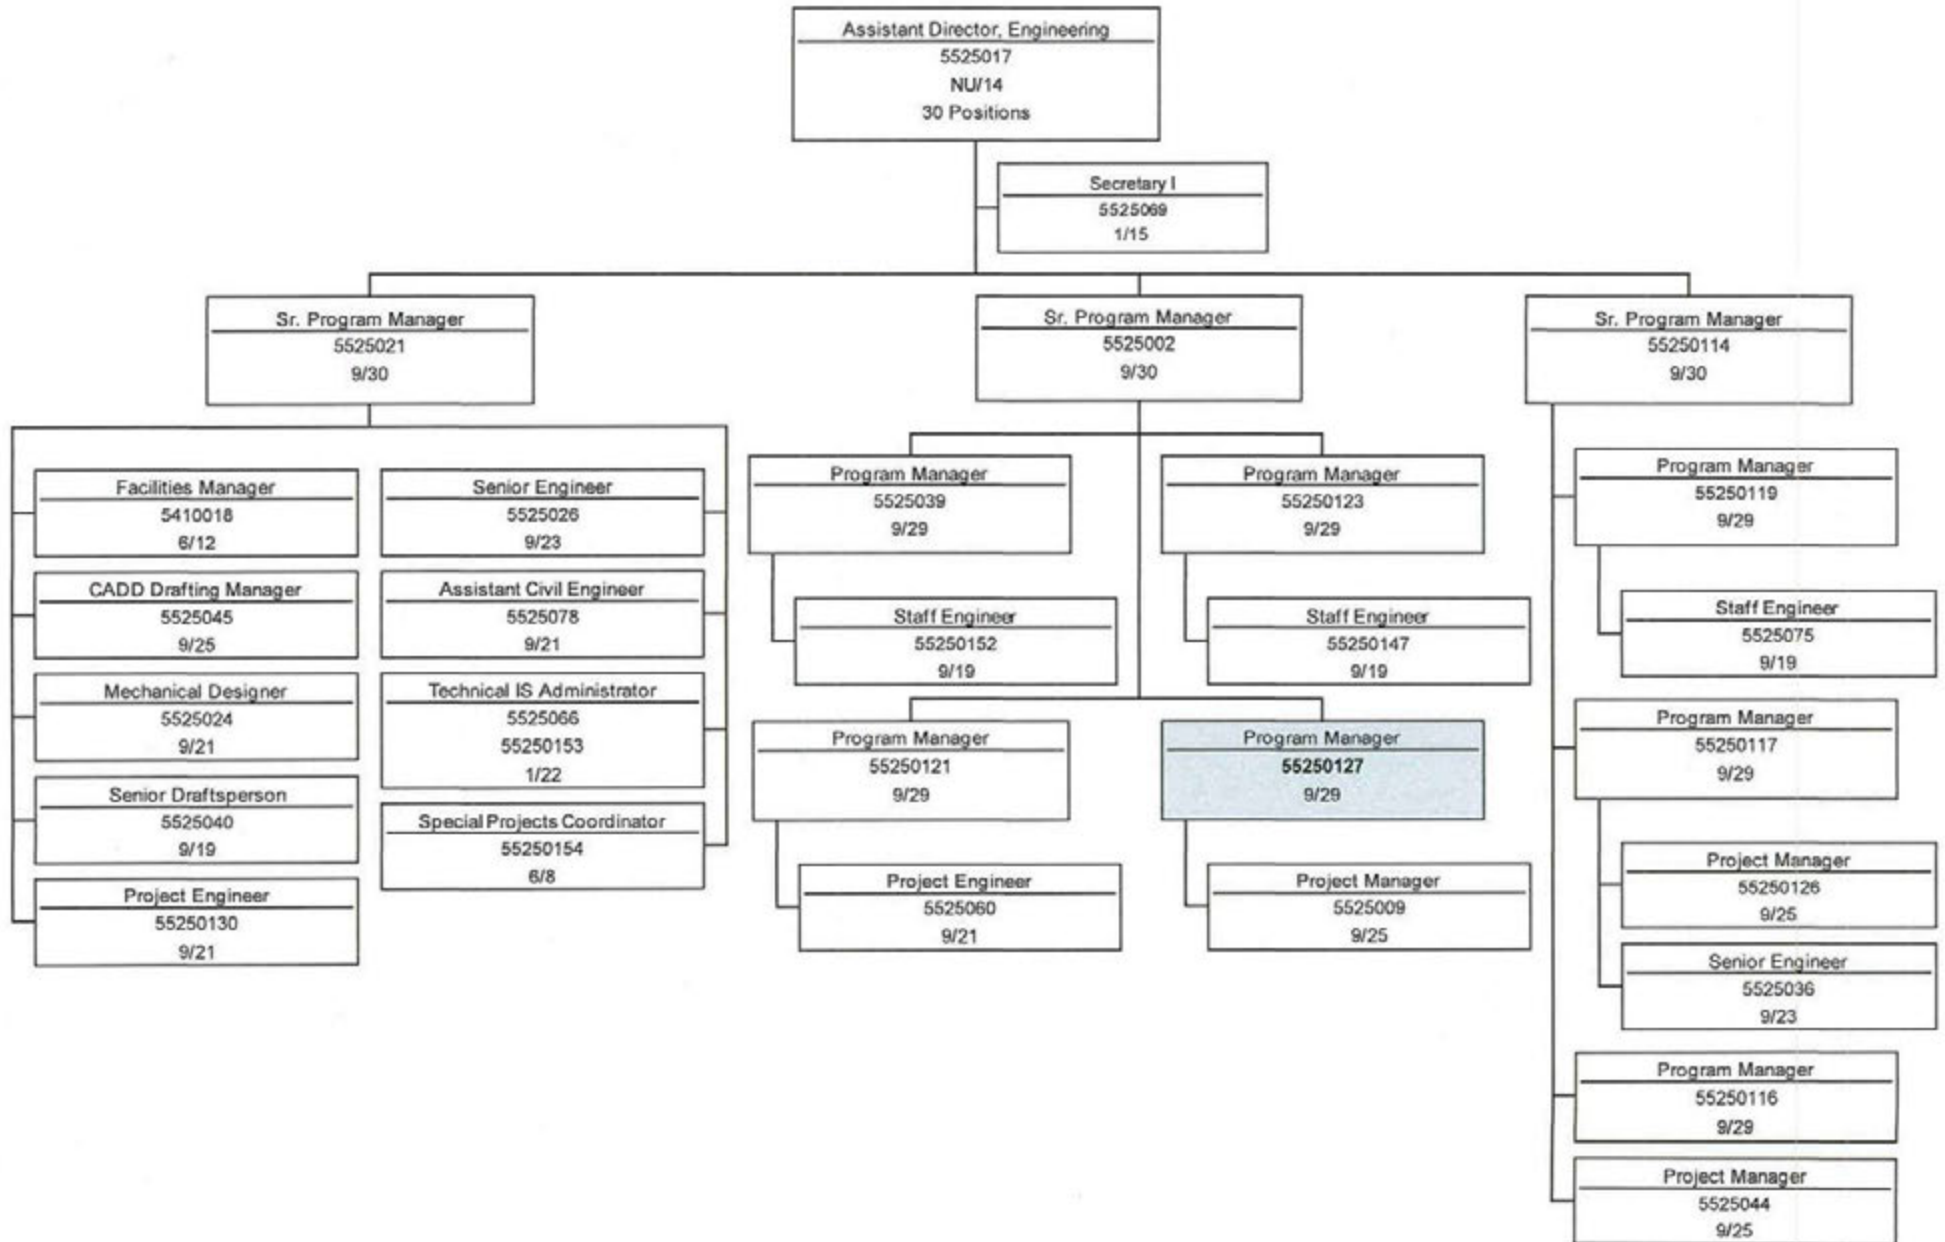 Assistant Director, Engineering
5525017
NU/14
30 Positions
Secretary I
5525069
1/15
Sr. Program Manager
5525021
9/30
Sr. Program Manager
5525002
9/30
Sr. Program Manager
55250114
9/30
Facilities Manager
5410018
6/12
CADD Drafting Manager
5525045
9/25
Mechanical Designer
5525024
9/21
Senior Draftsperson
5525040
9/19
Project Engineer
55250130
9/21
Senior Engineer
5525026
9/23
Assistant Civil Engineer
5525078
9/21
Technical IS Administrator
5525066
55250153
1/22
Special Projects Coordinator
55250154
6/8
Program Manager
5525039
9/29
Staff Engineer
55250152
9/19
Program Manager
55250123
9/29
Staff Engineer
55250147
9/19
Program Manager
55250121
9/29
Project Engineer
5525060
9/21
Program Manager
55250127
9/29
Project Manager
5525009
9/25
Program Manager
55250119
9/29
Staff Engineer
5525075
9/19
Program Manager
55250117
9/29
Project Manager
55250126
9/25
Senior Engineer
5525036
9/23
Program Manager
55250116
9/29
Project Manager
5525044
9/25